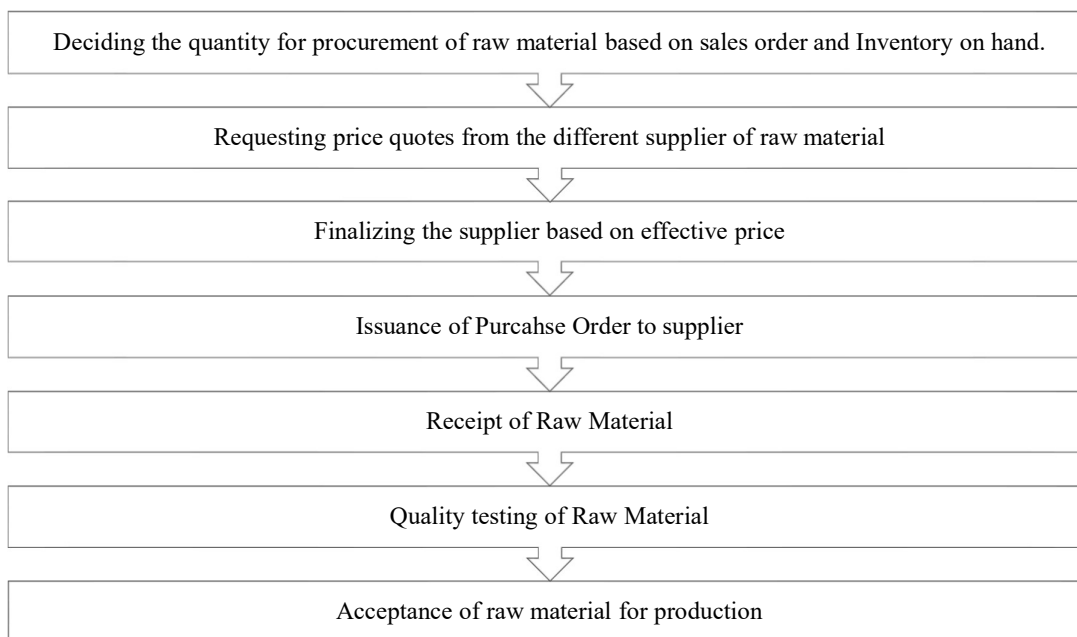 Deciding the quantity for procurement of raw material based on sales order and Inventory on hand.
Requesting price quotes from the different supplier of raw material
Finalizing the supplier based on effective price
Issuance of Purcahse Order to supplier
Receipt of Raw Material
Quality testing of Raw Material
Acceptance of raw material for production